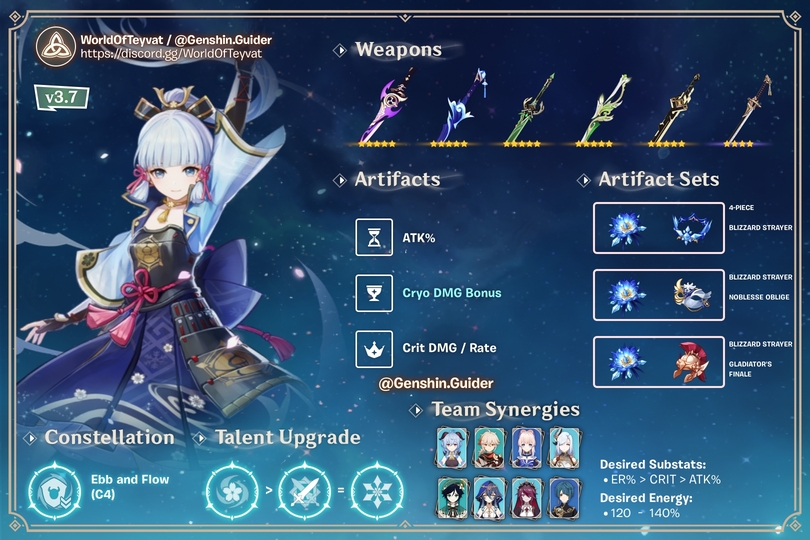 WorldOfTeyvat / @Genshin.Guider
https://discord.gg/WorldOfTeyvat
v3.7
Weapons
Artifacts
ATK%
Cryo DMG Bonus
Crit DMG / Rate
@Genshin.Guider
Artifact Sets
4-PIECE
BLIZZARD STRAYER
BLIZZARD STRAYER
NOBLESSE OBLIGE
BLIZZARD STRAYER
GLADIATOR'S
FINALE
Constellation
Ebb and Flow
(C4)
Talent Upgrade
> =
Team Synergies
Desired Substats:
• ER% > CRIT > ATK%
Desired Energy:
• 120 - 140%